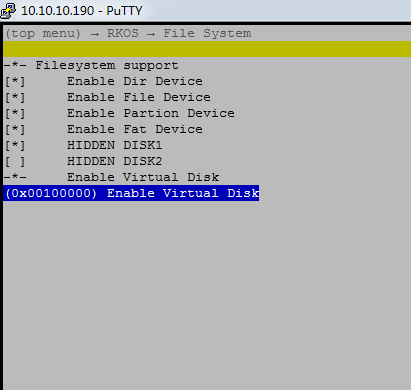 10.10.10.190 - PuTTY
(top menu) → RKOS → File System
-*- Filesystem support
[*] Enable Dir Device
[*] Enable File Device
[*] Enable Partion Device
[*] Enable Fat Device
[*] HIDDEN DISK1
[ ] HIDDEN DISK2
-*- Enable Virtual Disk
(0x00100000) Enable Virtual Disk